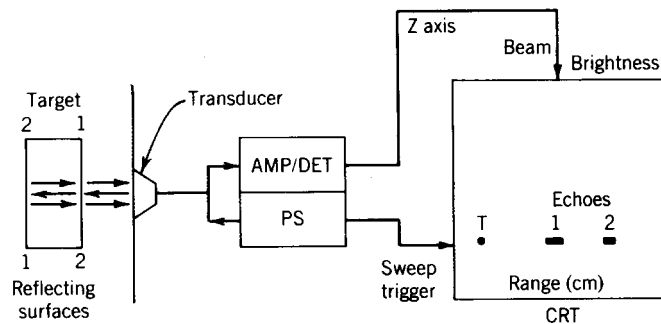 Z axis
Beam
Brightness
Target
Transducer
2 1
AMP/DET
PS
Echoes
T 1 2
1 2
Reflecting
surfaces
Sweep
trigger
Range (cm)
CRT